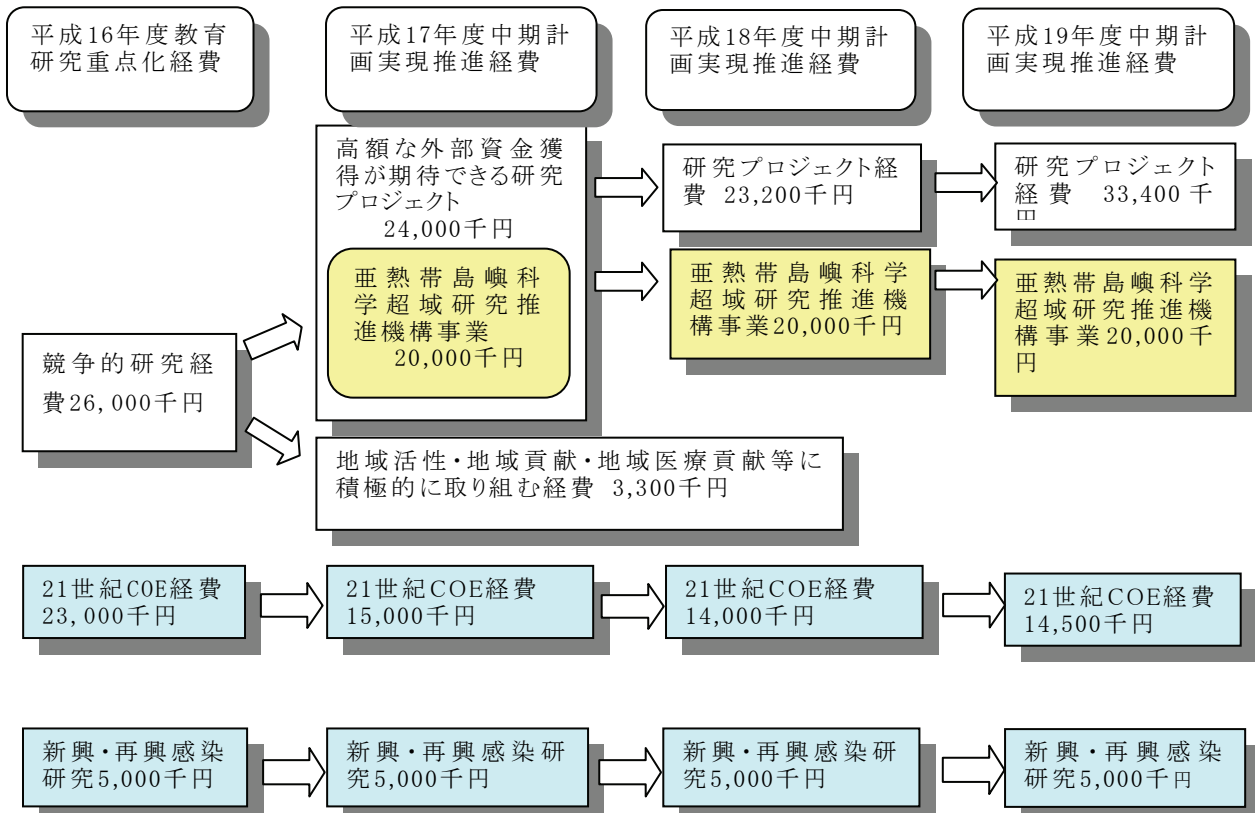 平成16年度教育
研究重点化経費
平成17年度中期計
画実現推進経費
平成18年度中期計
画実現推進経費
平成19年度中期計
画実現推進経費
高額な外部資金獲
得が期待できる研究
プロジェクト
24,000千円
亜熱帯島嶼科
学超域研究推
進機構事業
20,000千円
研究プロジェクト経
費 23,200千円
研究プロジェクト
経費 33,400千
円
亜熱帯島嶼科学
超域研究推進機
構事業20,000千円
亜熱帯島嶼科学
超域研究推進機
構事業20,000千
円
競争的研究経
費26,000千円
地域活性・地域貢献・地域医療貢献等に
積極的に取り組む経費 3,300千円
21世紀COE経費
23,000千円
21世紀COE経費
15,000千円
21世紀COE経費
14,000千円
21世紀COE経費
14,500千円
新興・再興感染
研究5,000千円
新興・再興感染研
究5,000千円
新興・再興感染研
究5,000千円
新興・再興感染
研究5,000千円